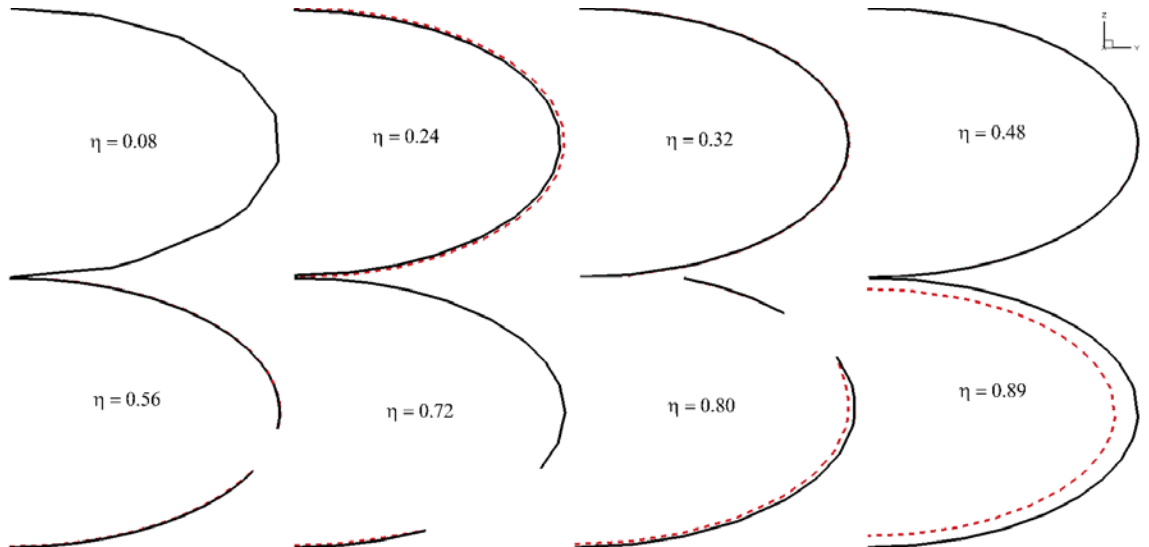 Z
X Y
η = 0.08
η = 0.24
η = 0.32
η = 0.48
η = 0.56
η = 0.72
η = 0.80
η = 0.89